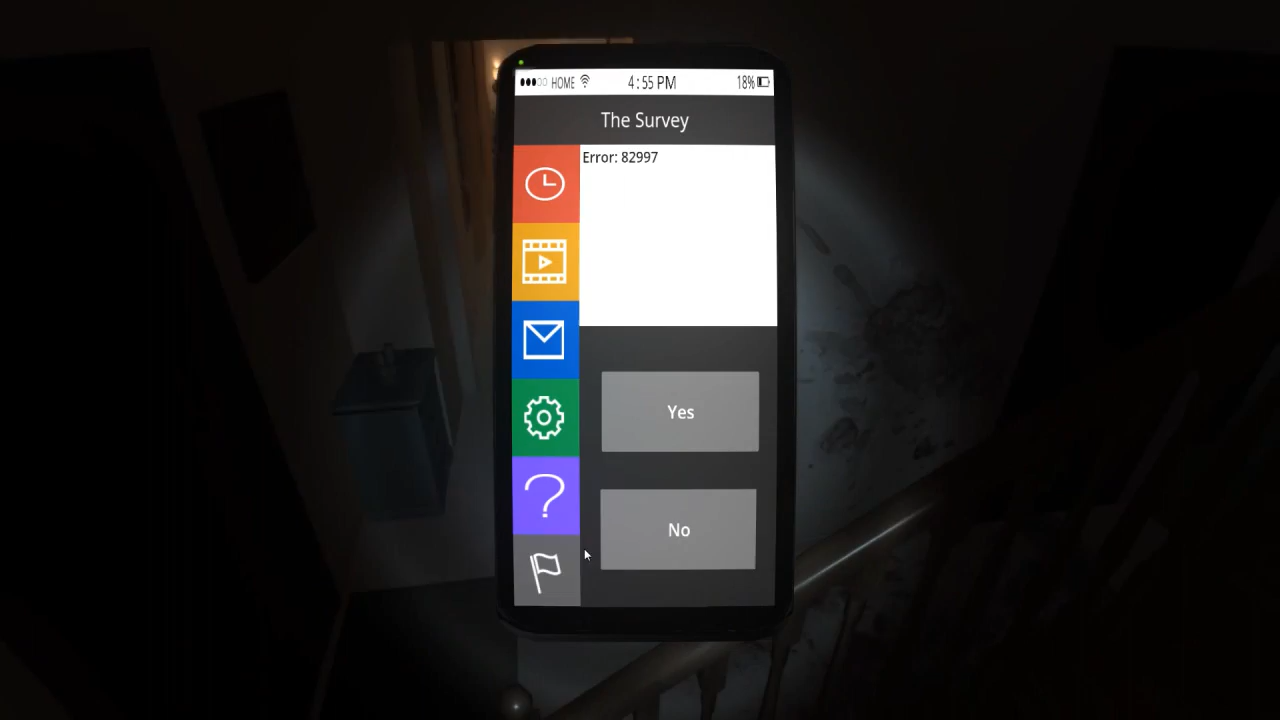 HOME 4:55 PM 18%
The Survey
Error: 82997
Yes
No